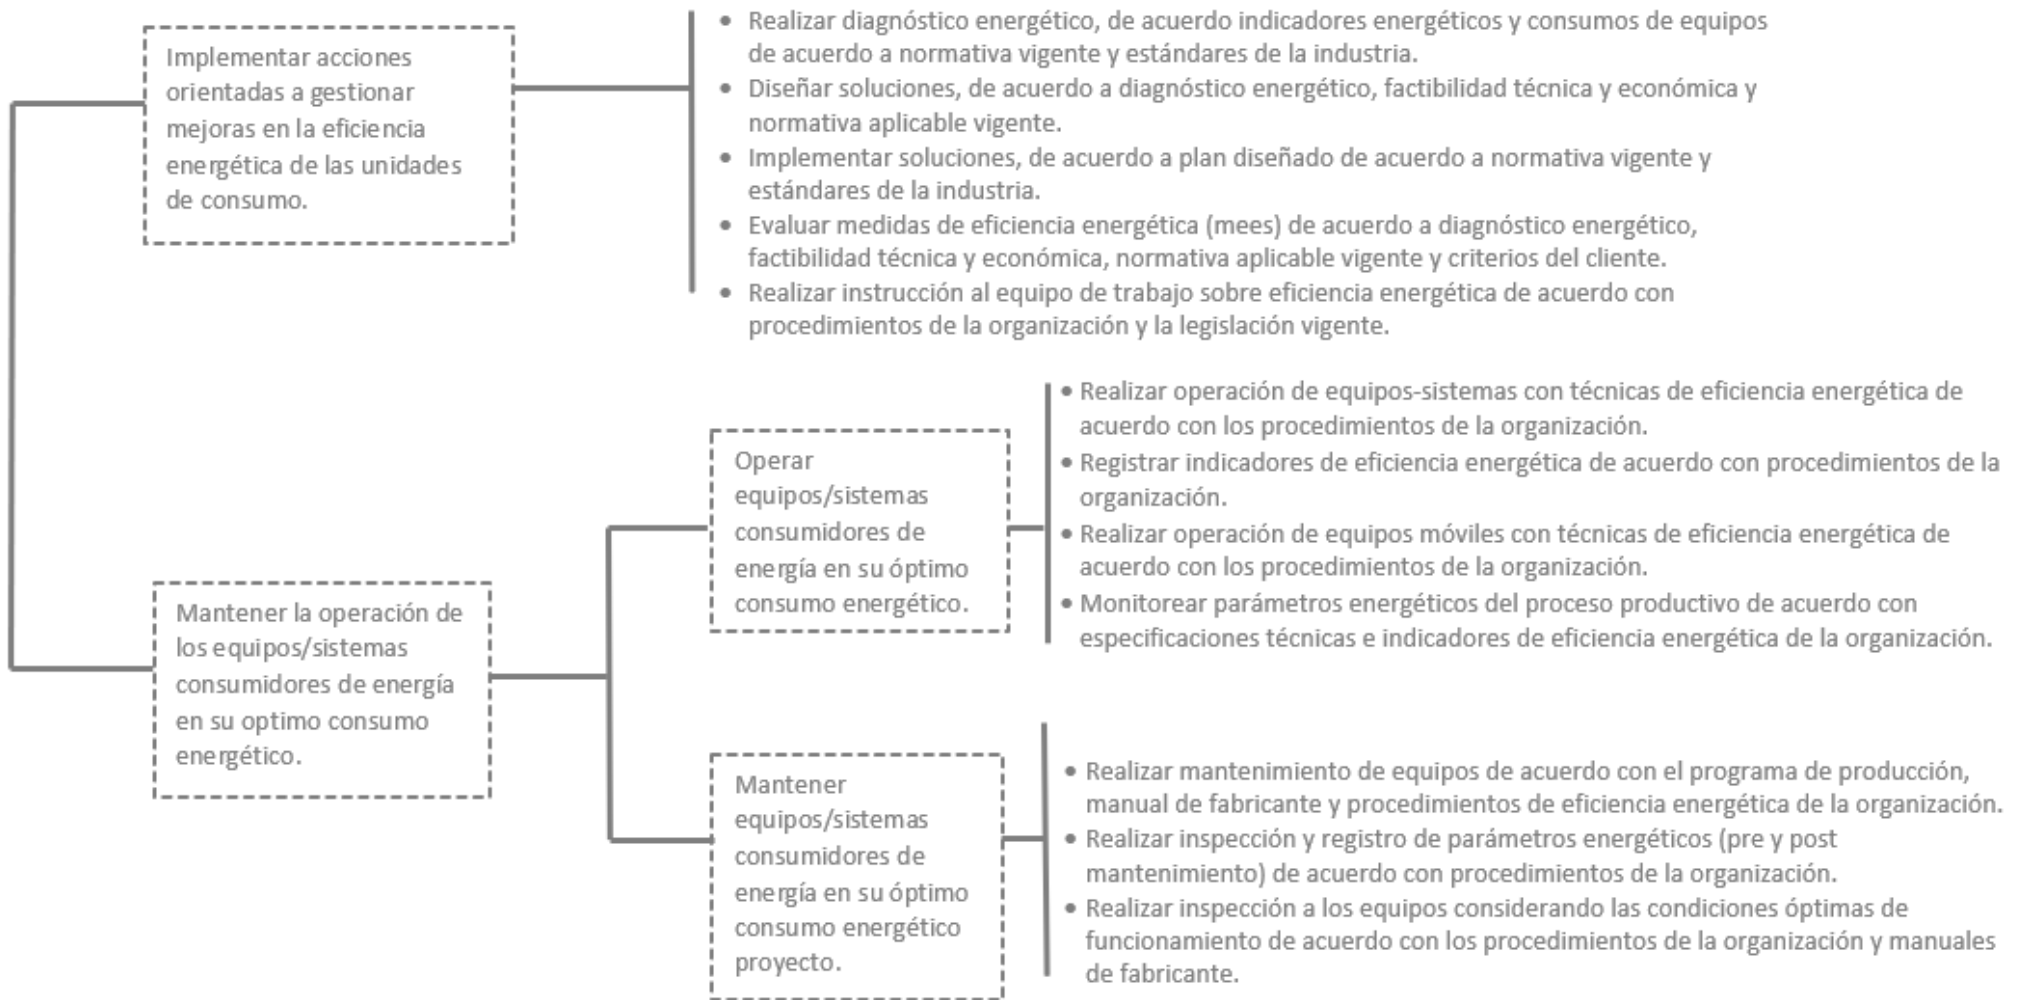 Implementar acciones
orientadas a gestionar
mejoras en la eficiencia
energética de las unidades
de consumo.
• Realizar diagnóstico energético, de acuerdo indicadores energéticos y consumos de equipos
de acuerdo a normativa vigente y estándares de la industria.
• Diseñar soluciones, de acuerdo a diagnóstico energético, factibilidad técnica y económica y
normativa aplicable vigente.
• Implementar soluciones, de acuerdo a plan diseñado de acuerdo a normativa vigente y
estándares de la industria.
• Evaluar medidas de eficiencia energética (mees) de acuerdo a diagnóstico energético,
factibilidad técnica y económica, normativa aplicable vigente y criterios del cliente.
• Realizar instrucción al equipo de trabajo sobre eficiencia energética de acuerdo con
procedimientos de la organización y la legislación vigente.
Mantener la operación de
los equipos/sistemas
consumidores de energía
en su optimo consumo
energético.
Operar
equipos/sistemas
consumidores de
energía en su óptimo
consumo energético.
• Realizar operación de equipos-sistemas con técnicas de eficiencia energética de
acuerdo con los procedimientos de la organización.
• Registrar indicadores de eficiencia energética de acuerdo con procedimientos de la
organización.
• Realizar operación de equipos móviles con técnicas de eficiencia energética de
acuerdo con los procedimientos de la organización.
• Monitorear parámetros energéticos del proceso productivo de acuerdo con
especificaciones técnicas e indicadores de eficiencia energética de la organización.
Mantener
equipos/sistemas
consumidores de
energía en su óptimo
consumo energético
proyecto.
• Realizar mantenimiento de equipos de acuerdo con el programa de producción,
manual de fabricante y procedimientos de eficiencia energética de la organización.
• Realizar inspección y registro de parámetros energéticos (pre y post
mantenimiento) de acuerdo con procedimientos de la organización.
• Realizar inspección a los equipos considerando las condiciones óptimas de
funcionamiento de acuerdo con los procedimientos de la organización y manuales
de fabricante.